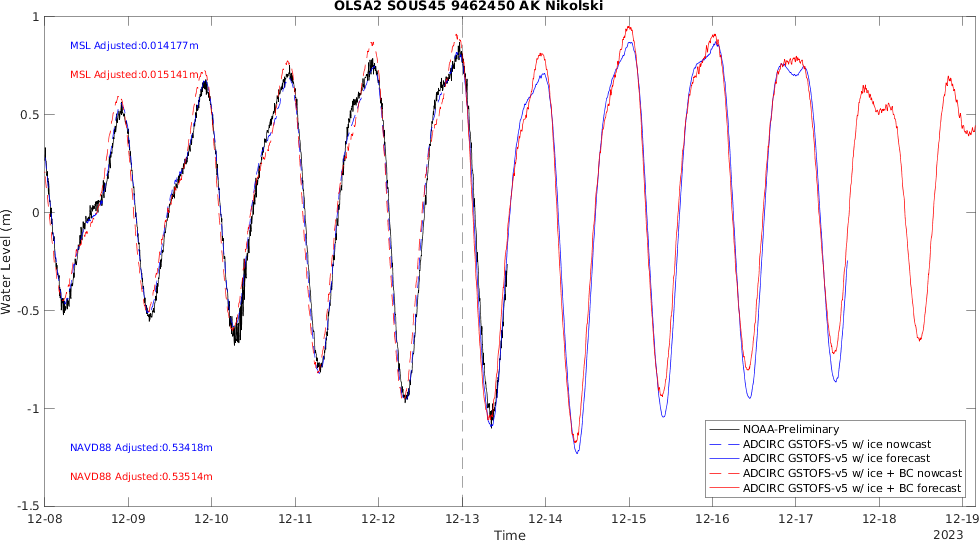 OLSA2 SOUS45 9462450 AK Nikolski
Water Level (m)
1
0.5
0
-0.5
-1
-1.5
MSL Adjusted:0.014177m
MSL Adjusted:0.015141m
NAVD88 Adjusted:0.53418m
NAVD88 Adjusted:0.53514m
NOAA-Preliminary
ADCIRC GSTOFS-v5 w/ ice nowcast
ADCIRC GSTOFS-v5 w/ ice forecast
ADCIRC GSTOFS-v5 w/ ice + BC nowcast
ADCIRC GSTOFS-v5 w/ ice + BC forecast
12-08 12-09 12-10 12-11 12-12 12-13 12-14 12-15 12-16 12-17 12-18 12-19
Time 2023